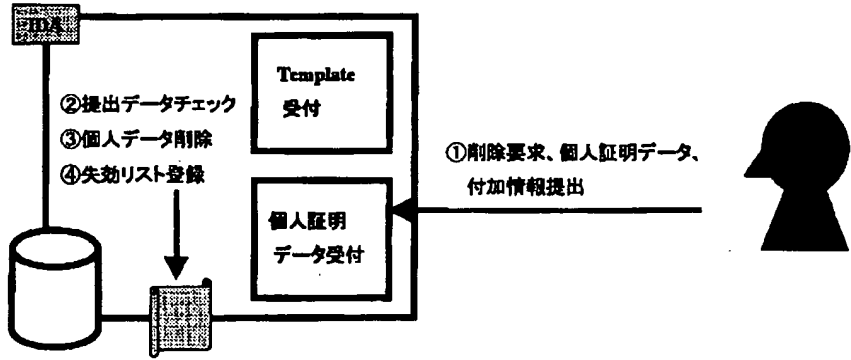 IDA
Template
受付
②提出データチェック
③個人データ削除
④失効リスト登録
①削除要求、個人証明データ、
付加情報提出
個人証明
データ受付